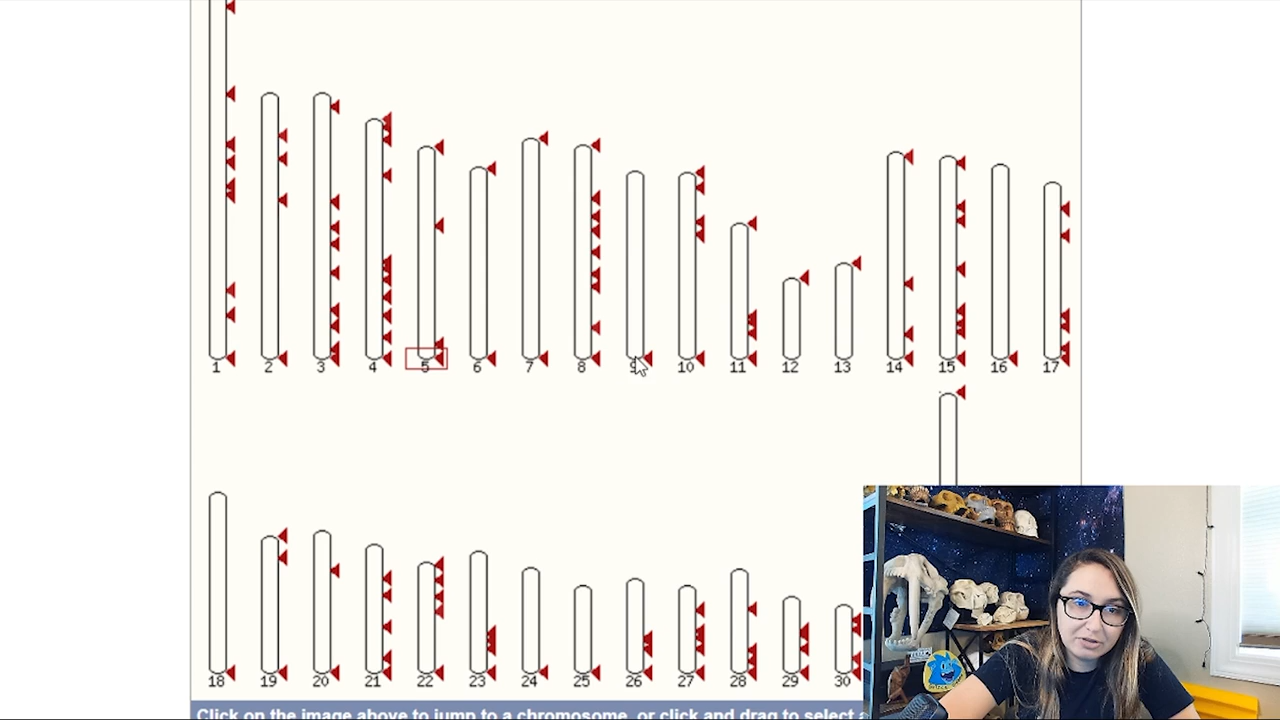 1 2 3 4 5 6 7 8 9 10 11 12 13 14 15 16 17
18 19 20 21 22 23 24 25 26 27 28 29 30
Click on the image above to jump to a chromosome, or click and drag to select a